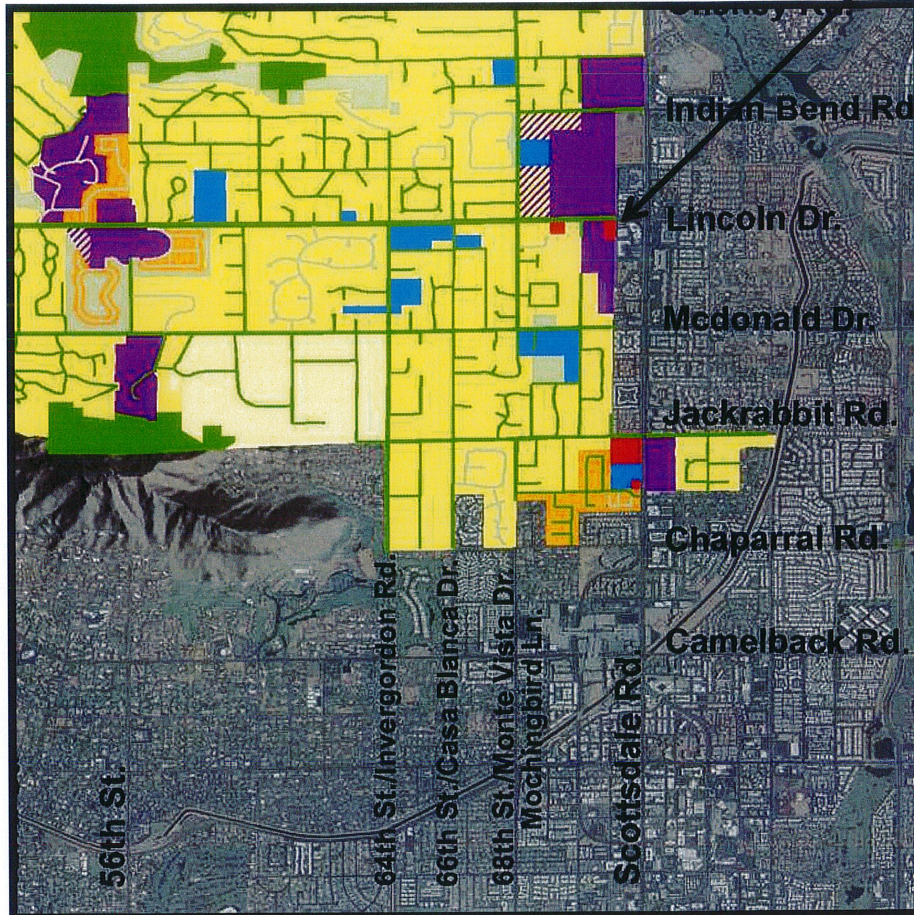 Indian Bend Rd
Lincoln Dr.
Mcdonald Dr.
Jackrabbit Rd.
Chaparral Rd.
Camelback Rd.
56th St.
64th St./Invergordon Rd.
66th St./Casa Blanca Dr.
68th St./Monte Vista Dr.
Mochingbird Ln.
Scottsdale Rd.